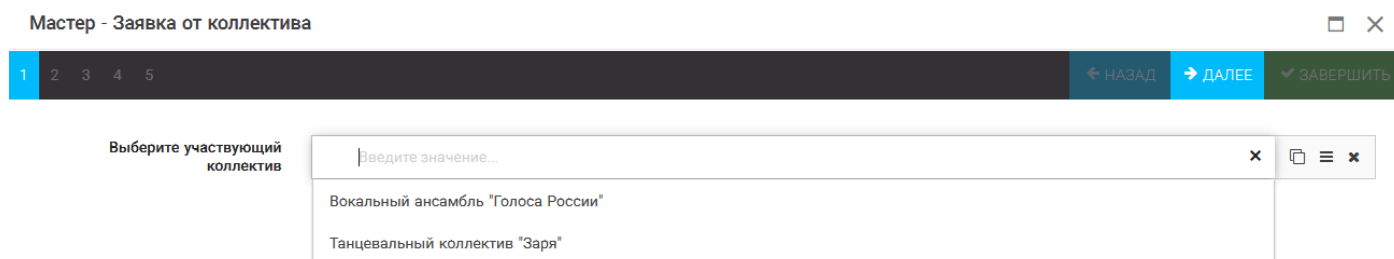 Мастер - Заявка от коллектива
1 2 3 4 5 НАЗАД ДАЛЕЕ ЗАВЕРШИТЬ
Выберите участвующий
коллектив
Введите значение...
Вокальный ансамбль "Голоса России"
Танцевальный коллектив "Заря"